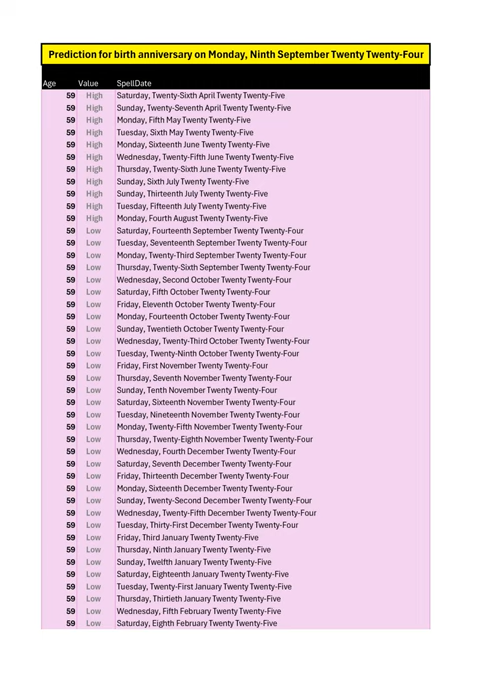 Prediction for birth anniversary on Monday, Ninth September Twenty Twenty-Four
Age Value SpellDate
59 High Saturday, Twenty-Sixth April Twenty Twenty-Five
59 High Sunday, Twenty-Seventh April Twenty Twenty-Five
59 High Monday, Fifth May Twenty Twenty-Five
59 High Tuesday, Sixth May Twenty Twenty-Five
59 High Monday, Sixteenth June Twenty Twenty-Five
59 High Wednesday, Twenty-Fifth June Twenty Twenty-Five
59 High Thursday, Twenty-Sixth June Twenty Twenty-Five
59 High Sunday, Sixth July Twenty Twenty-Five
59 High Sunday, Thirteenth July Twenty Twenty-Five
59 High Tuesday, Fifteenth July Twenty Twenty-Five
59 High Monday, Fourth August Twenty Twenty-Five
59 Low Saturday, Fourteenth September Twenty Twenty-Four
59 Low Tuesday, Seventeenth September Twenty Twenty-Four
59 Low Monday, Twenty-Third September Twenty Twenty-Four
59 Low Thursday, Twenty-Sixth September Twenty Twenty-Four
59 Low Wednesday, Second October Twenty Twenty-Four
59 Low Saturday, Fifth October Twenty Twenty-Four
59 Low Friday, Eleventh October Twenty Twenty-Four
59 Low Monday, Fourteenth October Twenty Twenty-Four
59 Low Sunday, Twentieth October Twenty Twenty-Four
59 Low Wednesday, Twenty-Third October Twenty Twenty-Four
59 Low Tuesday, Twenty-Ninth October Twenty Twenty-Four
59 Low Friday, First November Twenty Twenty-Four
59 Low Thursday, Seventh November Twenty Twenty-Four
59 Low Sunday, Tenth November Twenty Twenty-Four
59 Low Saturday, Sixteenth November Twenty Twenty-Four
59 Low Tuesday, Nineteenth November Twenty Twenty-Four
59 Low Monday, Twenty-Fifth November Twenty Twenty-Four
59 Low Thursday, Twenty-Eighth November Twenty Twenty-Four
59 Low Wednesday, Fourth December Twenty Twenty-Four
59 Low Saturday, Seventh December Twenty Twenty-Four
59 Low Friday, Thirteenth December Twenty Twenty-Four
59 Low Monday, Sixteenth December Twenty Twenty-Four
59 Low Sunday, Twenty-Second December Twenty Twenty-Four
59 Low Wednesday, Twenty-Fifth December Twenty Twenty-Four
59 Low Tuesday, Thirty-First December Twenty Twenty-Four
59 Low Friday, Third January Twenty Twenty-Five
59 Low Thursday, Ninth January Twenty Twenty-Five
59 Low Sunday, Twelfth January Twenty Twenty-Five
59 Low Saturday, Eighteenth January Twenty Twenty-Five
59 Low Tuesday, Twenty-First January Twenty Twenty-Five
59 Low Thursday, Thirtieth January Twenty Twenty-Five
59 Low Wednesday, Fifth February Twenty Twenty-Five
59 Low Saturday, Eighth February Twenty Twenty-Five